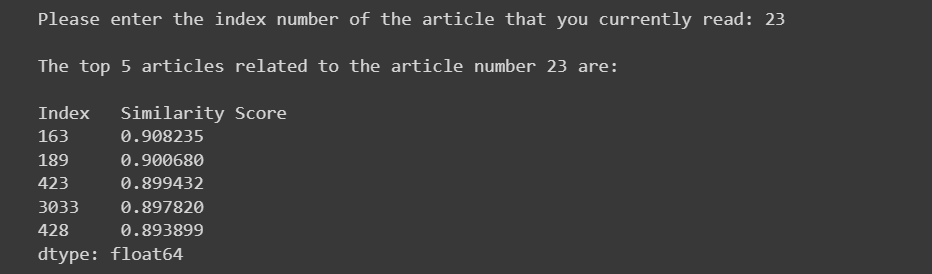 Please enter the index number of the article that you currently read: 23
The top 5 articles related to the article number 23 are:
Index   Similarity Score
163     0.908235
189     0.900680
423     0.899432
3033    0.897820
428     0.893899
dtype: float64